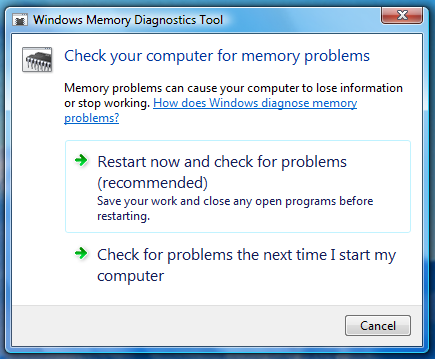 Windows Memory Diagnostics Tool
Check your computer for memory problems
Memory problems can cause your computer to lose information
or stop working. How does Windows diagnose memory
problems?
Restart now and check for problems
(recommended)
Save your work and close any open programs before
restarting.
Check for problems the next time I start my
computer
Cancel